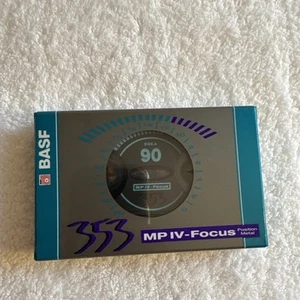 BASF
90
MP IV-Focus
353
MP IV-FOCUS Position Metal